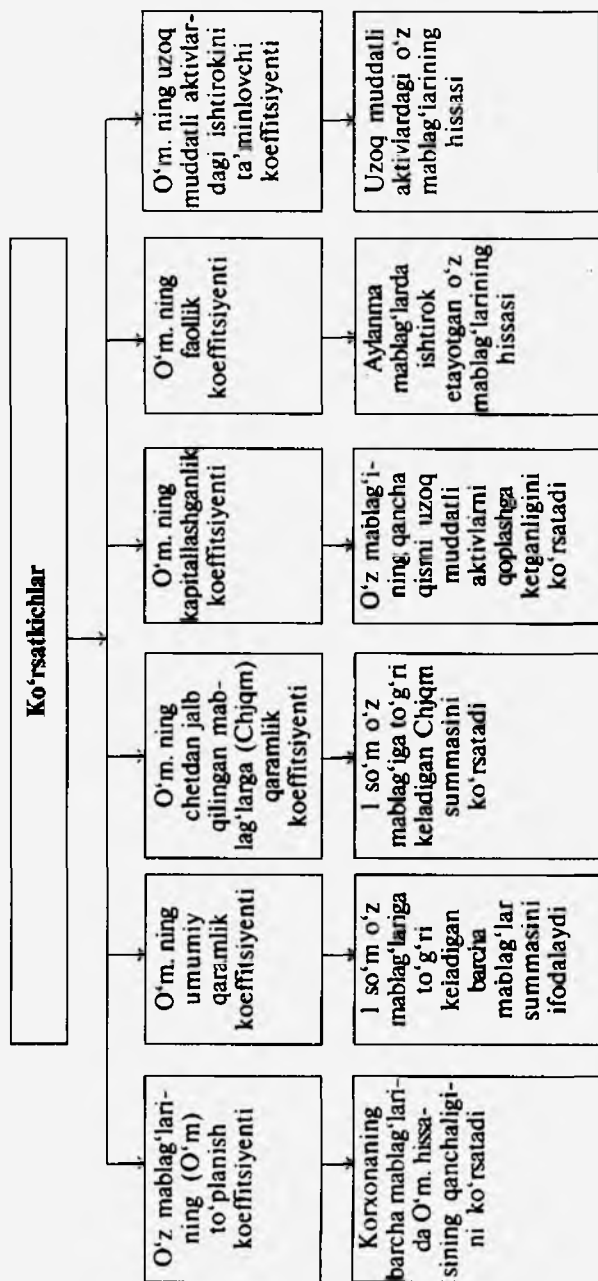 Ko‘rsatkichlar
O‘z mablag‘lari-
ning (O‘m)
to‘planish
koeffitsiyenti
O‘m. ning
umumiy
qaramlik
koeffitsiyenti
O‘m. ning
chetdan jalb
qilingan mab-
lag‘larga (Chjqm)
qaramlik
koeffitsiyenti
O‘m. ning
kapitallashganlik
koeffitsiyenti
O‘m. ning
faollik
koeffitsiyenti
O‘m. ning uzoq
muddatli aktivlar-
dagi ishtirokini
ta’minlovchi
koeffitsiyenti
Korxonaning
barcha mablag‘lari-
da O‘m. hissa-
sining qanchaligi-
ni ko‘rsatadi
1 so‘m o‘z
mablag‘lariga
to‘g‘ri
keladigan
barcha
mablag‘lar
summasini
ifodalaydi
1 so‘m o‘z
mablag‘iga to‘g‘ri
keladigan Chjqm
summasini
ko‘rsatadi
O‘z mablag‘i-
ning qancha
qismi uzoq
muddatli
aktivlarni
qoplashga
ketganligini
ko‘rsatadi
Aylanma
mablag‘larda
ishtirok
etayotgan o‘z
mablag‘larining
hissasi
Uzoq muddatli
aktivlardagi o‘z
mablag‘larining
hissasi